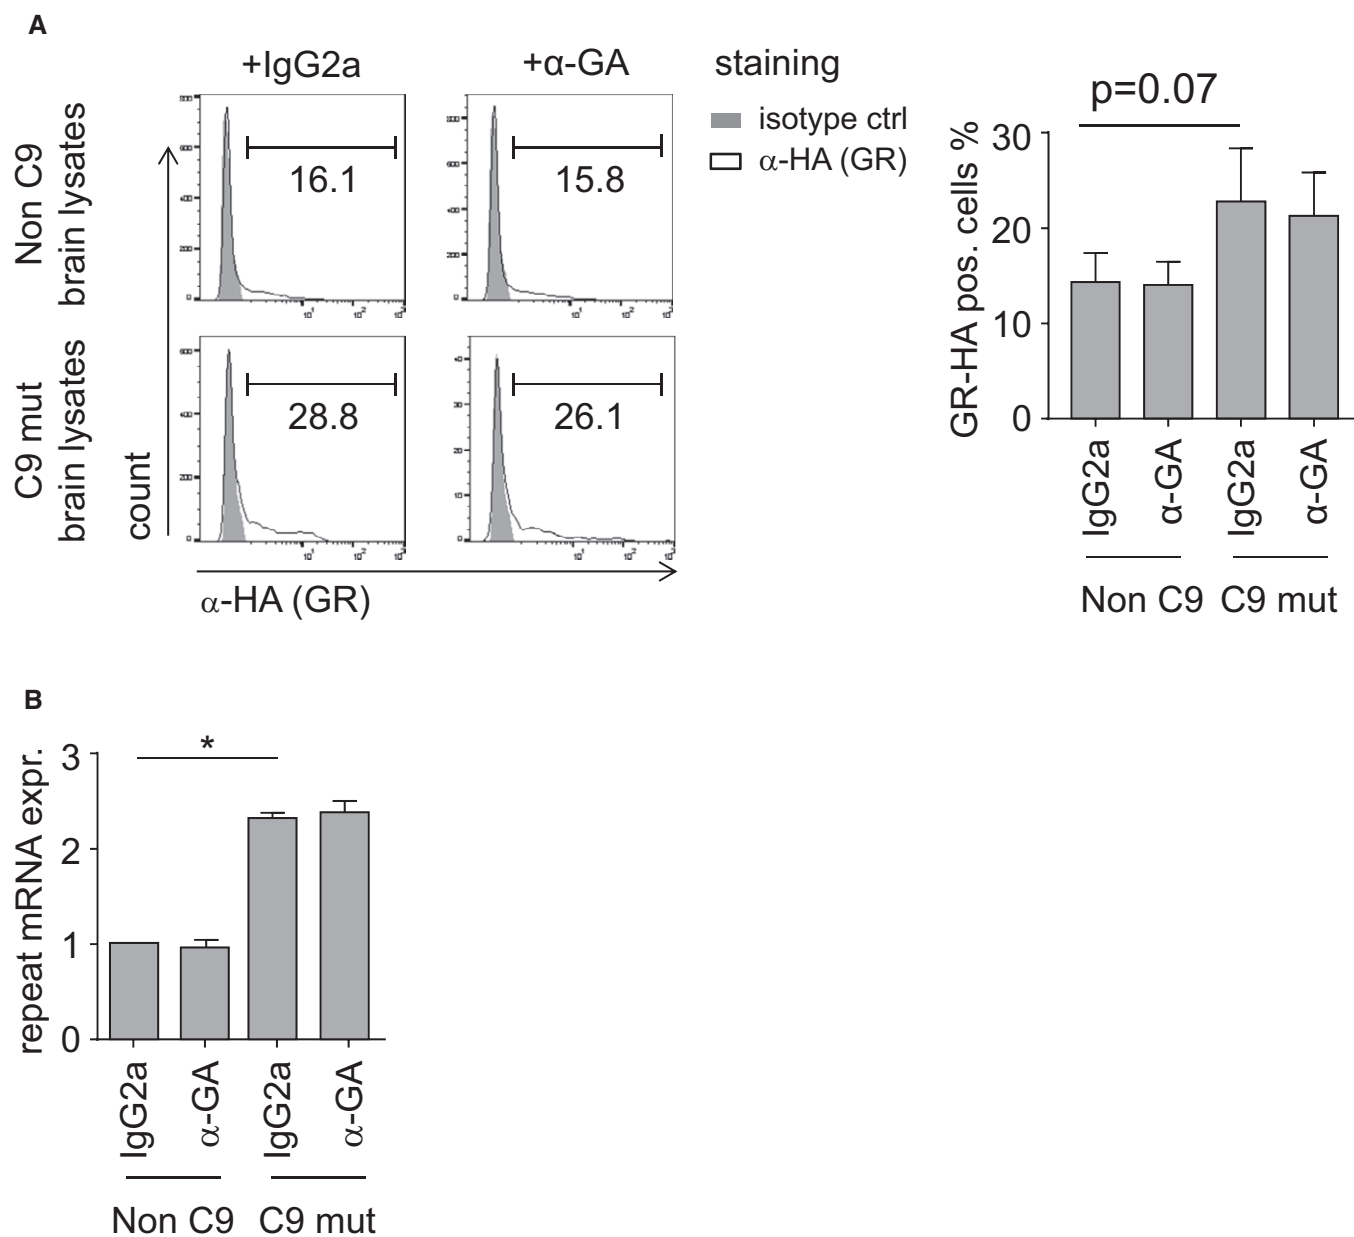 A
+IgG2a
+α-GA
staining
isotype ctrl
α-HA (GR)
Non C9
brain lysates
16.1
15.8
C9 mut
brain lysates
28.8
26.1
count
α-HA (GR)
p=0.07
GR-HA pos. cells %
30
20
10
0
IgG2a
α-GA
IgG2a
α-GA
Non C9
C9 mut
B
*
repeat mRNA expr.
3
2
1
0
IgG2a
α-GA
IgG2a
α-GA
Non C9
C9 mut